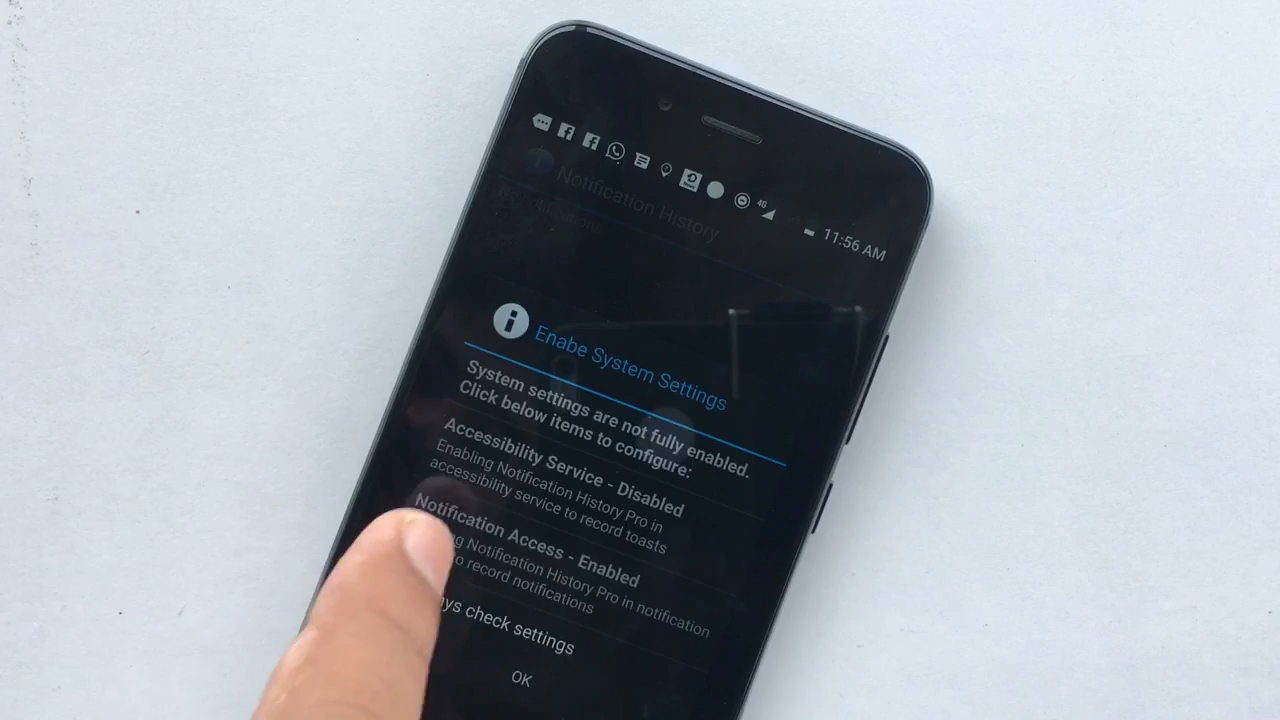 4G
11:56 AM
Notification History
Enabe System Settings
System settings are not fully enabled.
Click below items to configure:
Accessibility Service - Disabled
Enabling Notification History Pro in
accessibility service to record toasts
Notification Access - Enabled
Notification History Pro in notification
to record notifications
check settings
OK